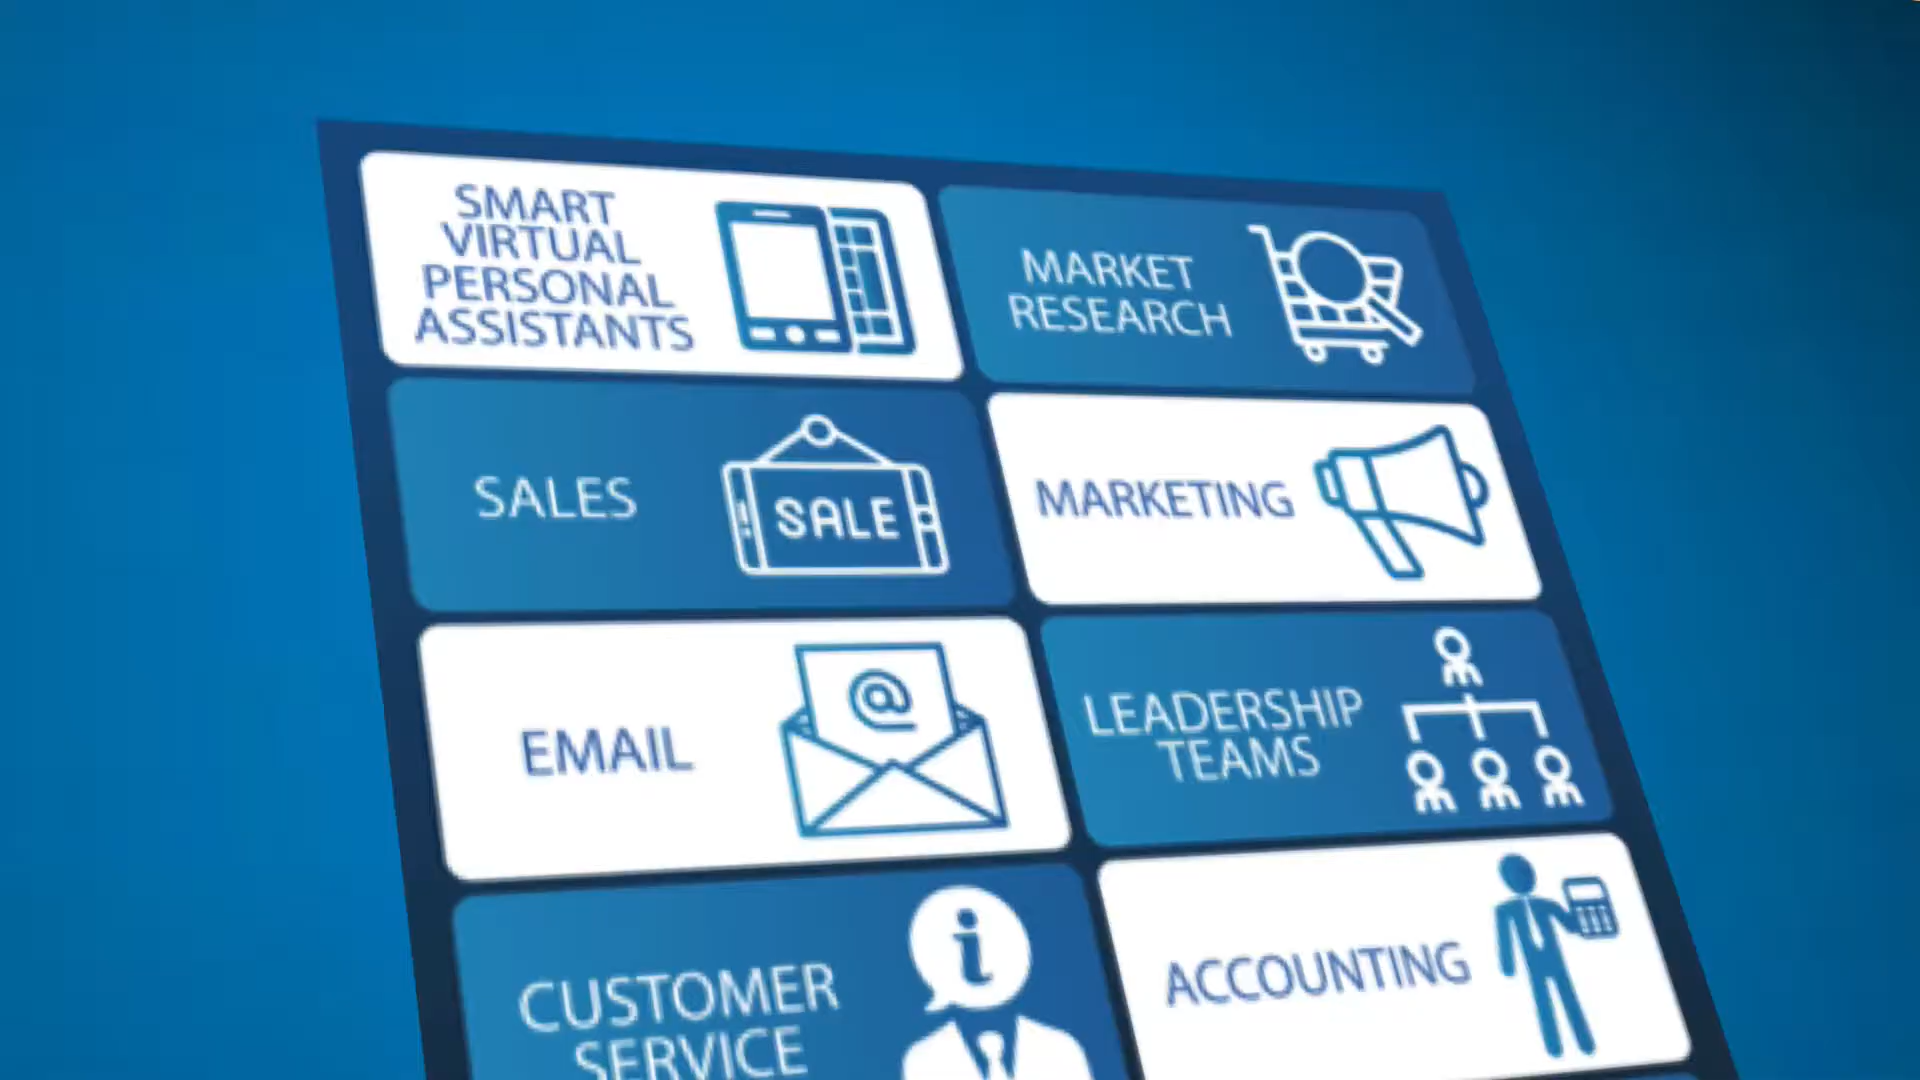 SMART
VIRTUAL
PERSONAL
ASSISTANTS
MARKET
RESEARCH
SALES
SALE
MARKETING
EMAIL
@
LEADERSHIP
TEAMS
CUSTOMER
SERVICE
i
ACCOUNTING